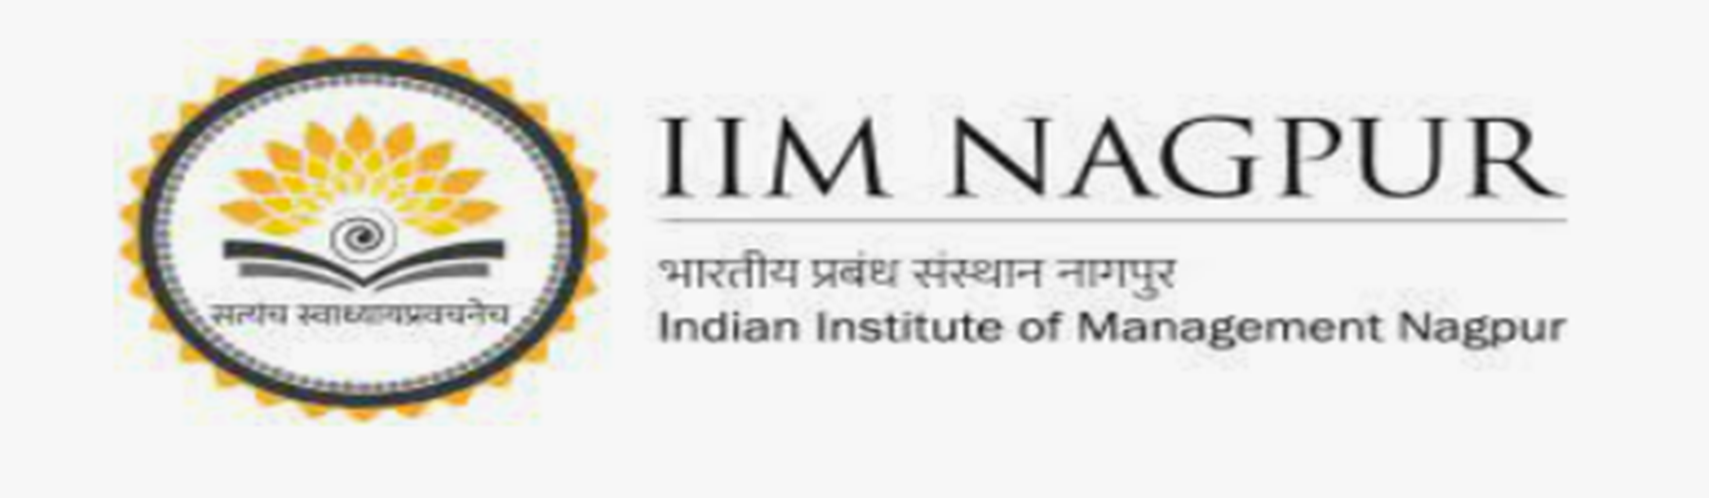 सत्यंच स्वाध्यायप्रवचनेच
IIM NAGPUR
भारतीय प्रबंध संस्थान नागपुर
Indian Institute of Management Nagpur